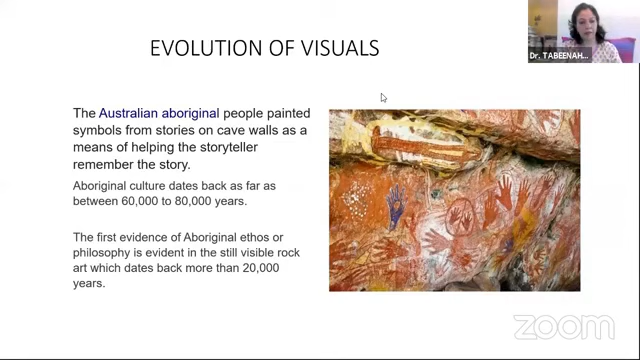 Dr. TABEENAH...
EVOLUTION OF VISUALS
The Australian aboriginal people painted
symbols from stories on cave walls as a
means of helping the storyteller
remember the story.
Aboriginal culture dates back as far as
between 60,000 to 80,000 years.
The first evidence of Aboriginal ethos or
philosophy is evident in the still visible rock
art which dates back more than 20,000
years.
zoom